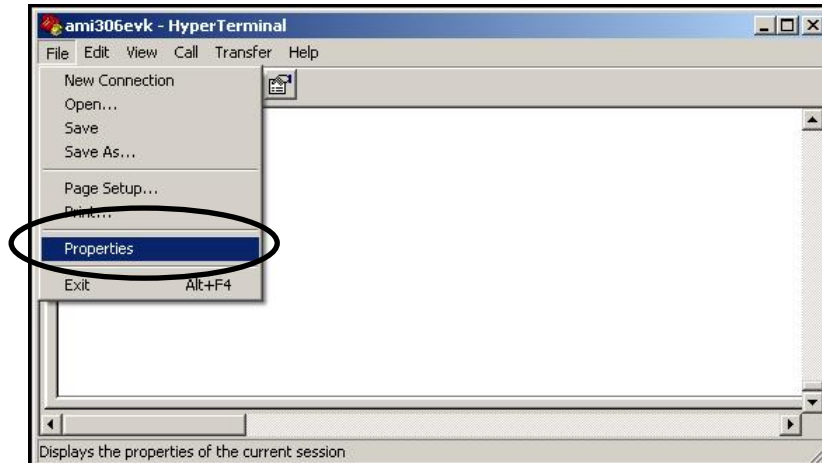 ami306evk - HyperTerminal
File Edit View Call Transfer Help
New Connection
Open...
Save
Save As...
Page Setup...
Print...
Properties
Exit Alt+F4
Displays the properties of the current session